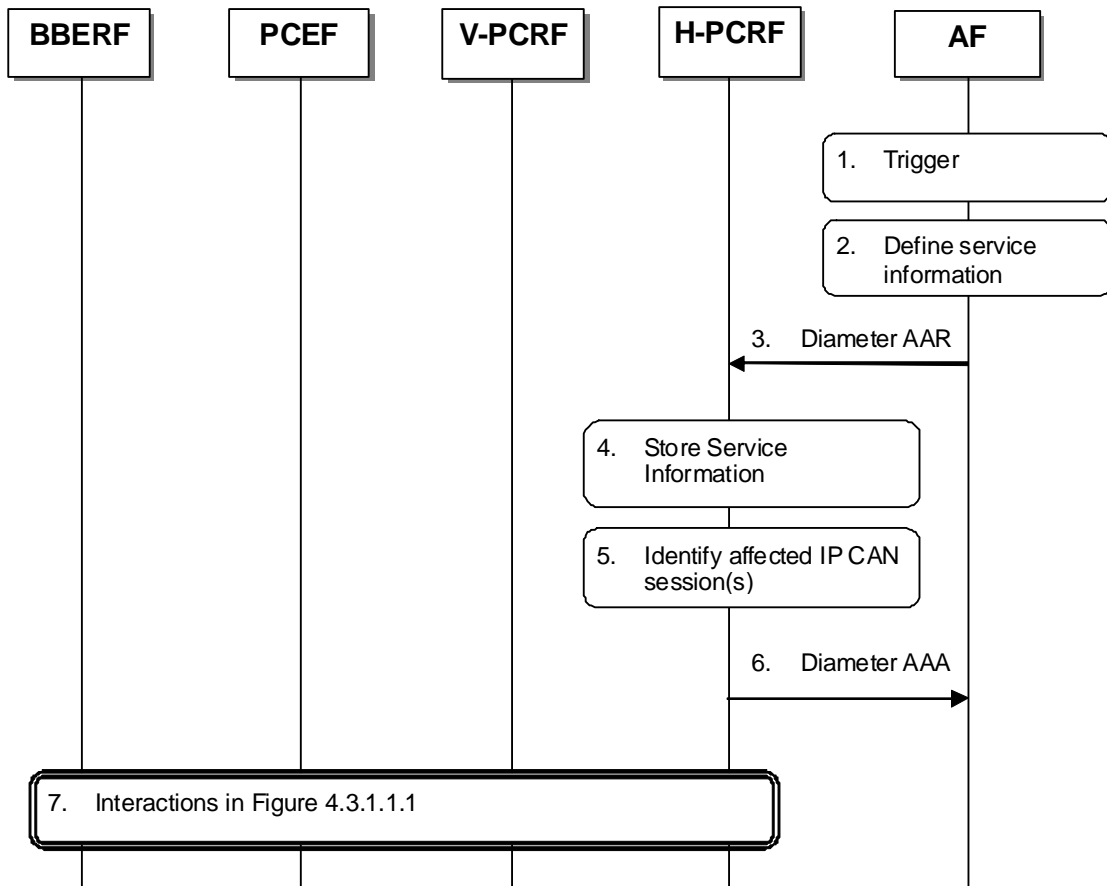 BBERF PCEF V-PCRF H-PCRF AF
1. Trigger
2. Define service
information
3. Diameter AAR
4. Store Service
Information
5. Identify affected IP CAN
session(s)
6. Diameter AAA
7. Interactions in Figure 4.3.1.1.1